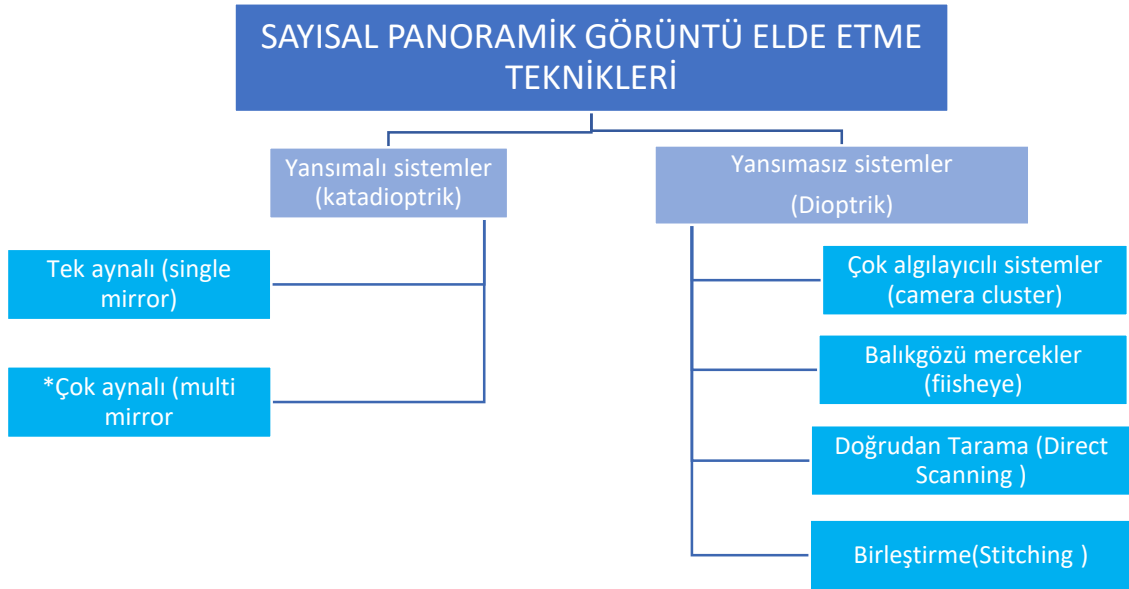 SAYISAL PANORAMİK GÖRÜNTÜ ELDE ETME
TEKNİKLERİ
Yansımalı sistemler
(katadioptrik)
Tek aynalı (single
mirror)
*Çok aynalı (multi
mirror
Yansımasız sistemler
(Dioptrik)
Çok algılayıcılı sistemler
(camera cluster)
Balıkgözü mercekler
(fiisheye)
Doğrudan Tarama (Direct
Scanning )
Birleştirme(Stitching )